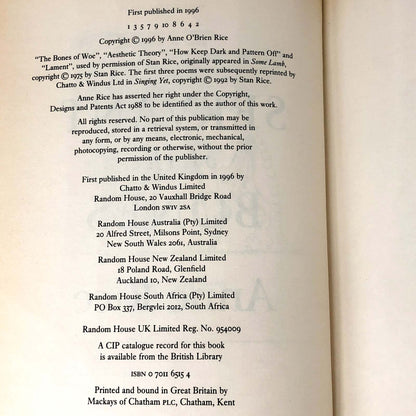 First published in 1996
1 3 5 7 9 10 8 6 4 2
Copyright © 1996 by Anne O'Brien Rice
"The Bones of Woe", "Aesthetic Theory", "How Keep Dark and Pattern Off" and
"Lament", used by permission of Stan Rice, originally appeared in Some Lamb,
copyright © 1975 by Stan Rice. The first three poems were subsequently reprinted by
Chatto & Windus Ltd in Singing Yet, copyright © 1992 by Stan Rice.
Anne Rice has asserted her right under the Copyright,
Designs and Patents Act 1988 to be identified as the author of this work.
All rights reserved. No part of this publication may be
reproduced, stored in a retrieval system, or transmitted in
any form, or by any means, electronic, mechanical,
photocopying, recording or otherwise, without the prior
permission of the publisher.
First published in the United Kingdom in 1996 by
Chatto & Windus Limited
Random House, 20 Vauxhall Bridge Road
London SW1V 2SA
Random House Australia (Pty) Limited
20 Alfred Street, Milsons Point, Sydney
New South Wales 2061, Australia
Random House New Zealand Limited
18 Poland Road, Glenfield
Auckland 10, New Zealand
Random House South Africa (Pty) Limited
PO Box 337, Bergvlei 2012, South Africa
Random House UK Limited Reg. No. 954009
A CIP catalogue record for this book
is available from the British Library
ISBN 0 7011 6515 4
Printed and bound in Great Britain by
Mackays of Chatham PLC, Chatham, Kent